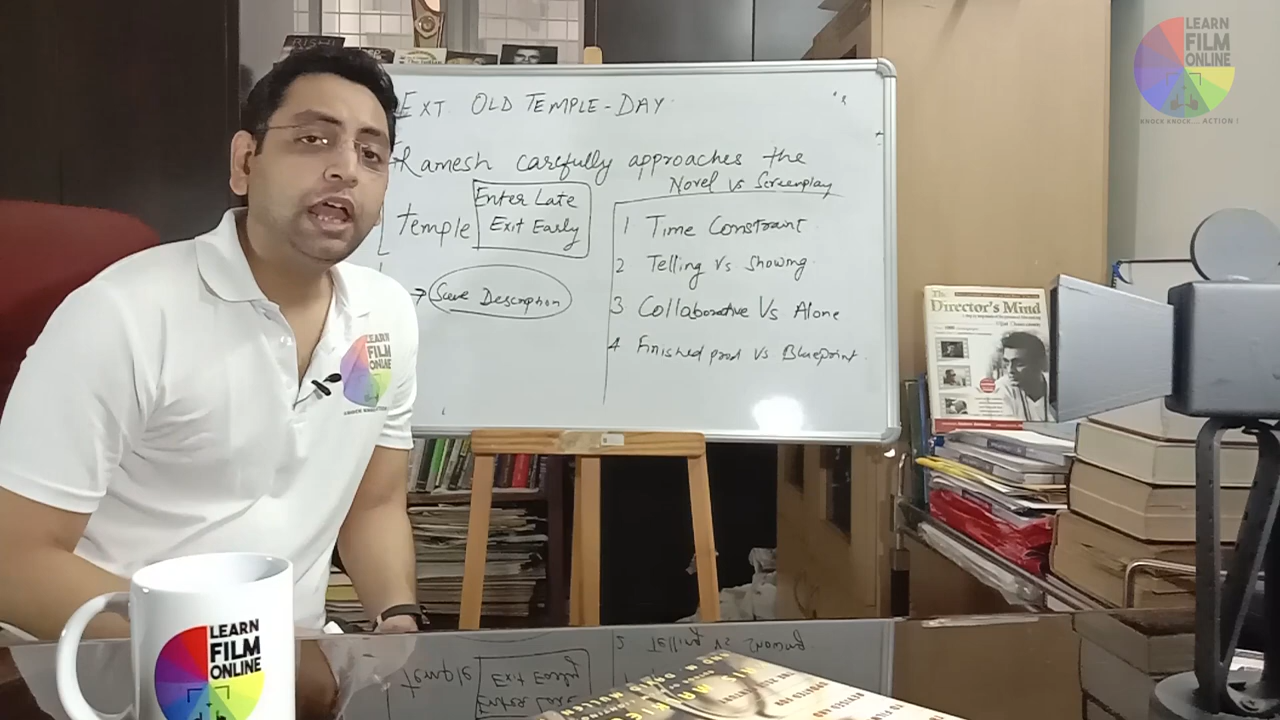 LEARN
FILM
ONLINE
KNOCK KNOCK.... ACTION !
EXT. OLD TEMPLE-DAY
Ramesh carefully approaches the
temple
Enter Late
Exit Early
→ Scene Description
Novel vs Screenplay
1 Time Constraint
2 Telling Vs Showing
3 Collaborative Vs Alone
4 Finished prod Vs Blueprint
The
Director's Mind
LEARN
FILM
ONLINE
LEARN
FILM
ONLINE